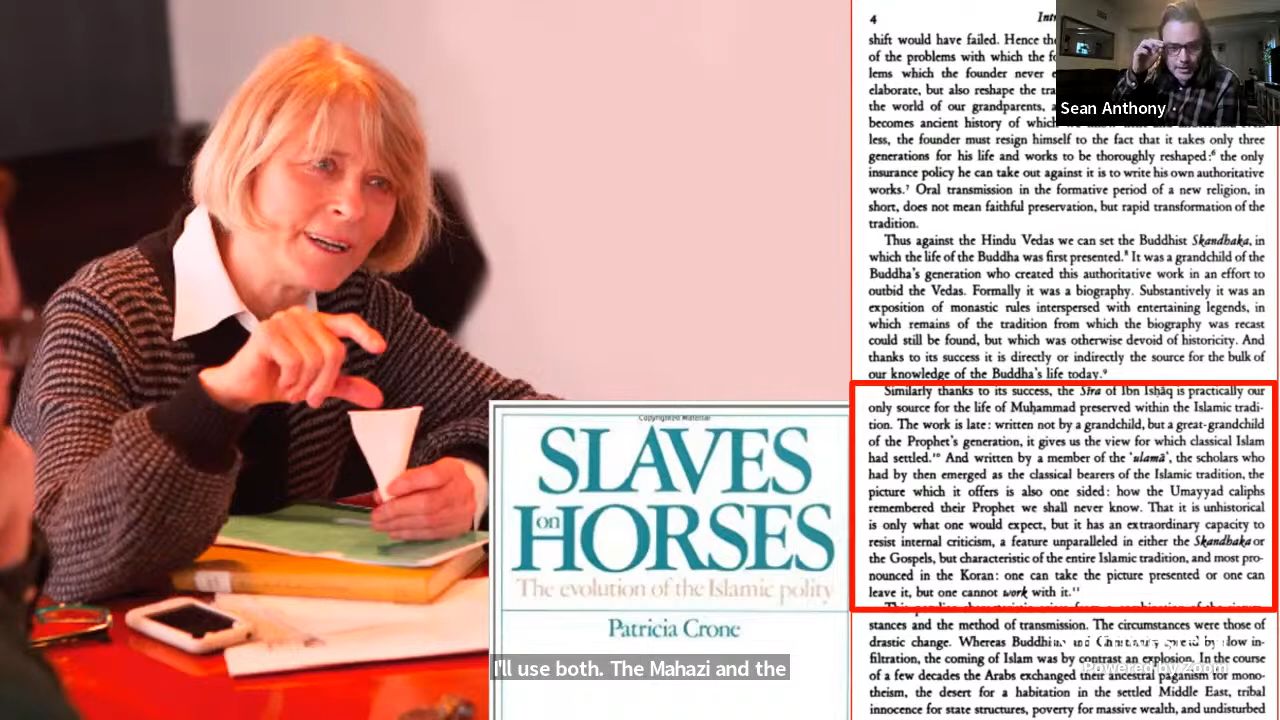 Copyrighted Material
SLAVES
on HORSES
The evolution of the Islamic polity
Patricia Crone
I'll use both. The Mahazi and the
4
shift would have failed. Hence
of the problems with which the
lems which the founder never
elaborate, but also reshape the
the world of our grandparents,
becomes ancient history of which
less, the founder must resign himself to the fact that it takes only three
generations for his life and works to be thoroughly reshaped:⁶ the only
insurance policy he can take out against it is to write his own authoritative
works.⁷ Oral transmission in the formative period of a new religion, in
short, does not mean faithful preservation, but rapid transformation of the
tradition.
Thus against the Hindu Vedas we can set the Buddhist Skandhaka, in
which the life of the Buddha was first presented.⁸ It was a grandchild of the
Buddha's generation who created this authoritative work in an effort to
outbid the Vedas. Formally it was a biography. Substantively it was an
exposition of monastic rules interspersed with entertaining legends, in
which remains of the tradition from which the biography was recast
could still be found, but which was otherwise devoid of historicity. And
thanks to its success it is directly or indirectly the source for the bulk of
our knowledge of the Buddha's life today.⁹
Similarly thanks to its success, the Sīra of Ibn Isḥāq is practically our
only source for the life of Muḥammad preserved within the Islamic tradi-
tion. The work is late: written not by a grandchild, but a great-grandchild
of the Prophet's generation, it gives us the view for which classical Islam
had settled.¹⁰ And written by a member of the 'ulamā', the scholars who
had by then emerged as the classical bearers of the Islamic tradition, the
picture which it offers is also one sided: how the Umayyad caliphs
remembered their Prophet we shall never know. That it is unhistorical
is only what one would expect, but it has an extraordinary capacity to
resist internal criticism, a feature unparalleled in either the Skandhaka or
the Gospels, but characteristic of the entire Islamic tradition, and most pro-
nounced in the Koran: one can take the picture presented or one can
leave it, but one cannot work with it.¹¹
stances and the method of transmission. The circumstances were those of
drastic change. Whereas Buddhism and Christianity spread by slow in-
filtration, the coming of Islam was by contrast an explosion. In the course
of a few decades the Arabs exchanged their ancestral paganism for mono-
theism, the desert for a habitation in the settled Middle East, tribal
innocence for state structures, poverty for massive wealth, and undisturbed
Sean Anthony
Powered by Zoom